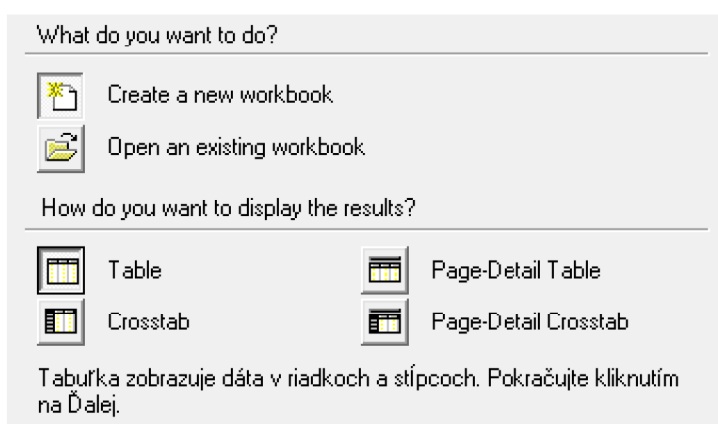 What do you want to do?
Create a new workbook
Open an existing workbook
How do you want to display the results?
Table
Page-Detail Table
Crosstab
Page-Detail Crosstab
Tabuľka zobrazuje dáta v riadkoch a stĺpcoch. Pokračujte kliknutím
na Ďalej.